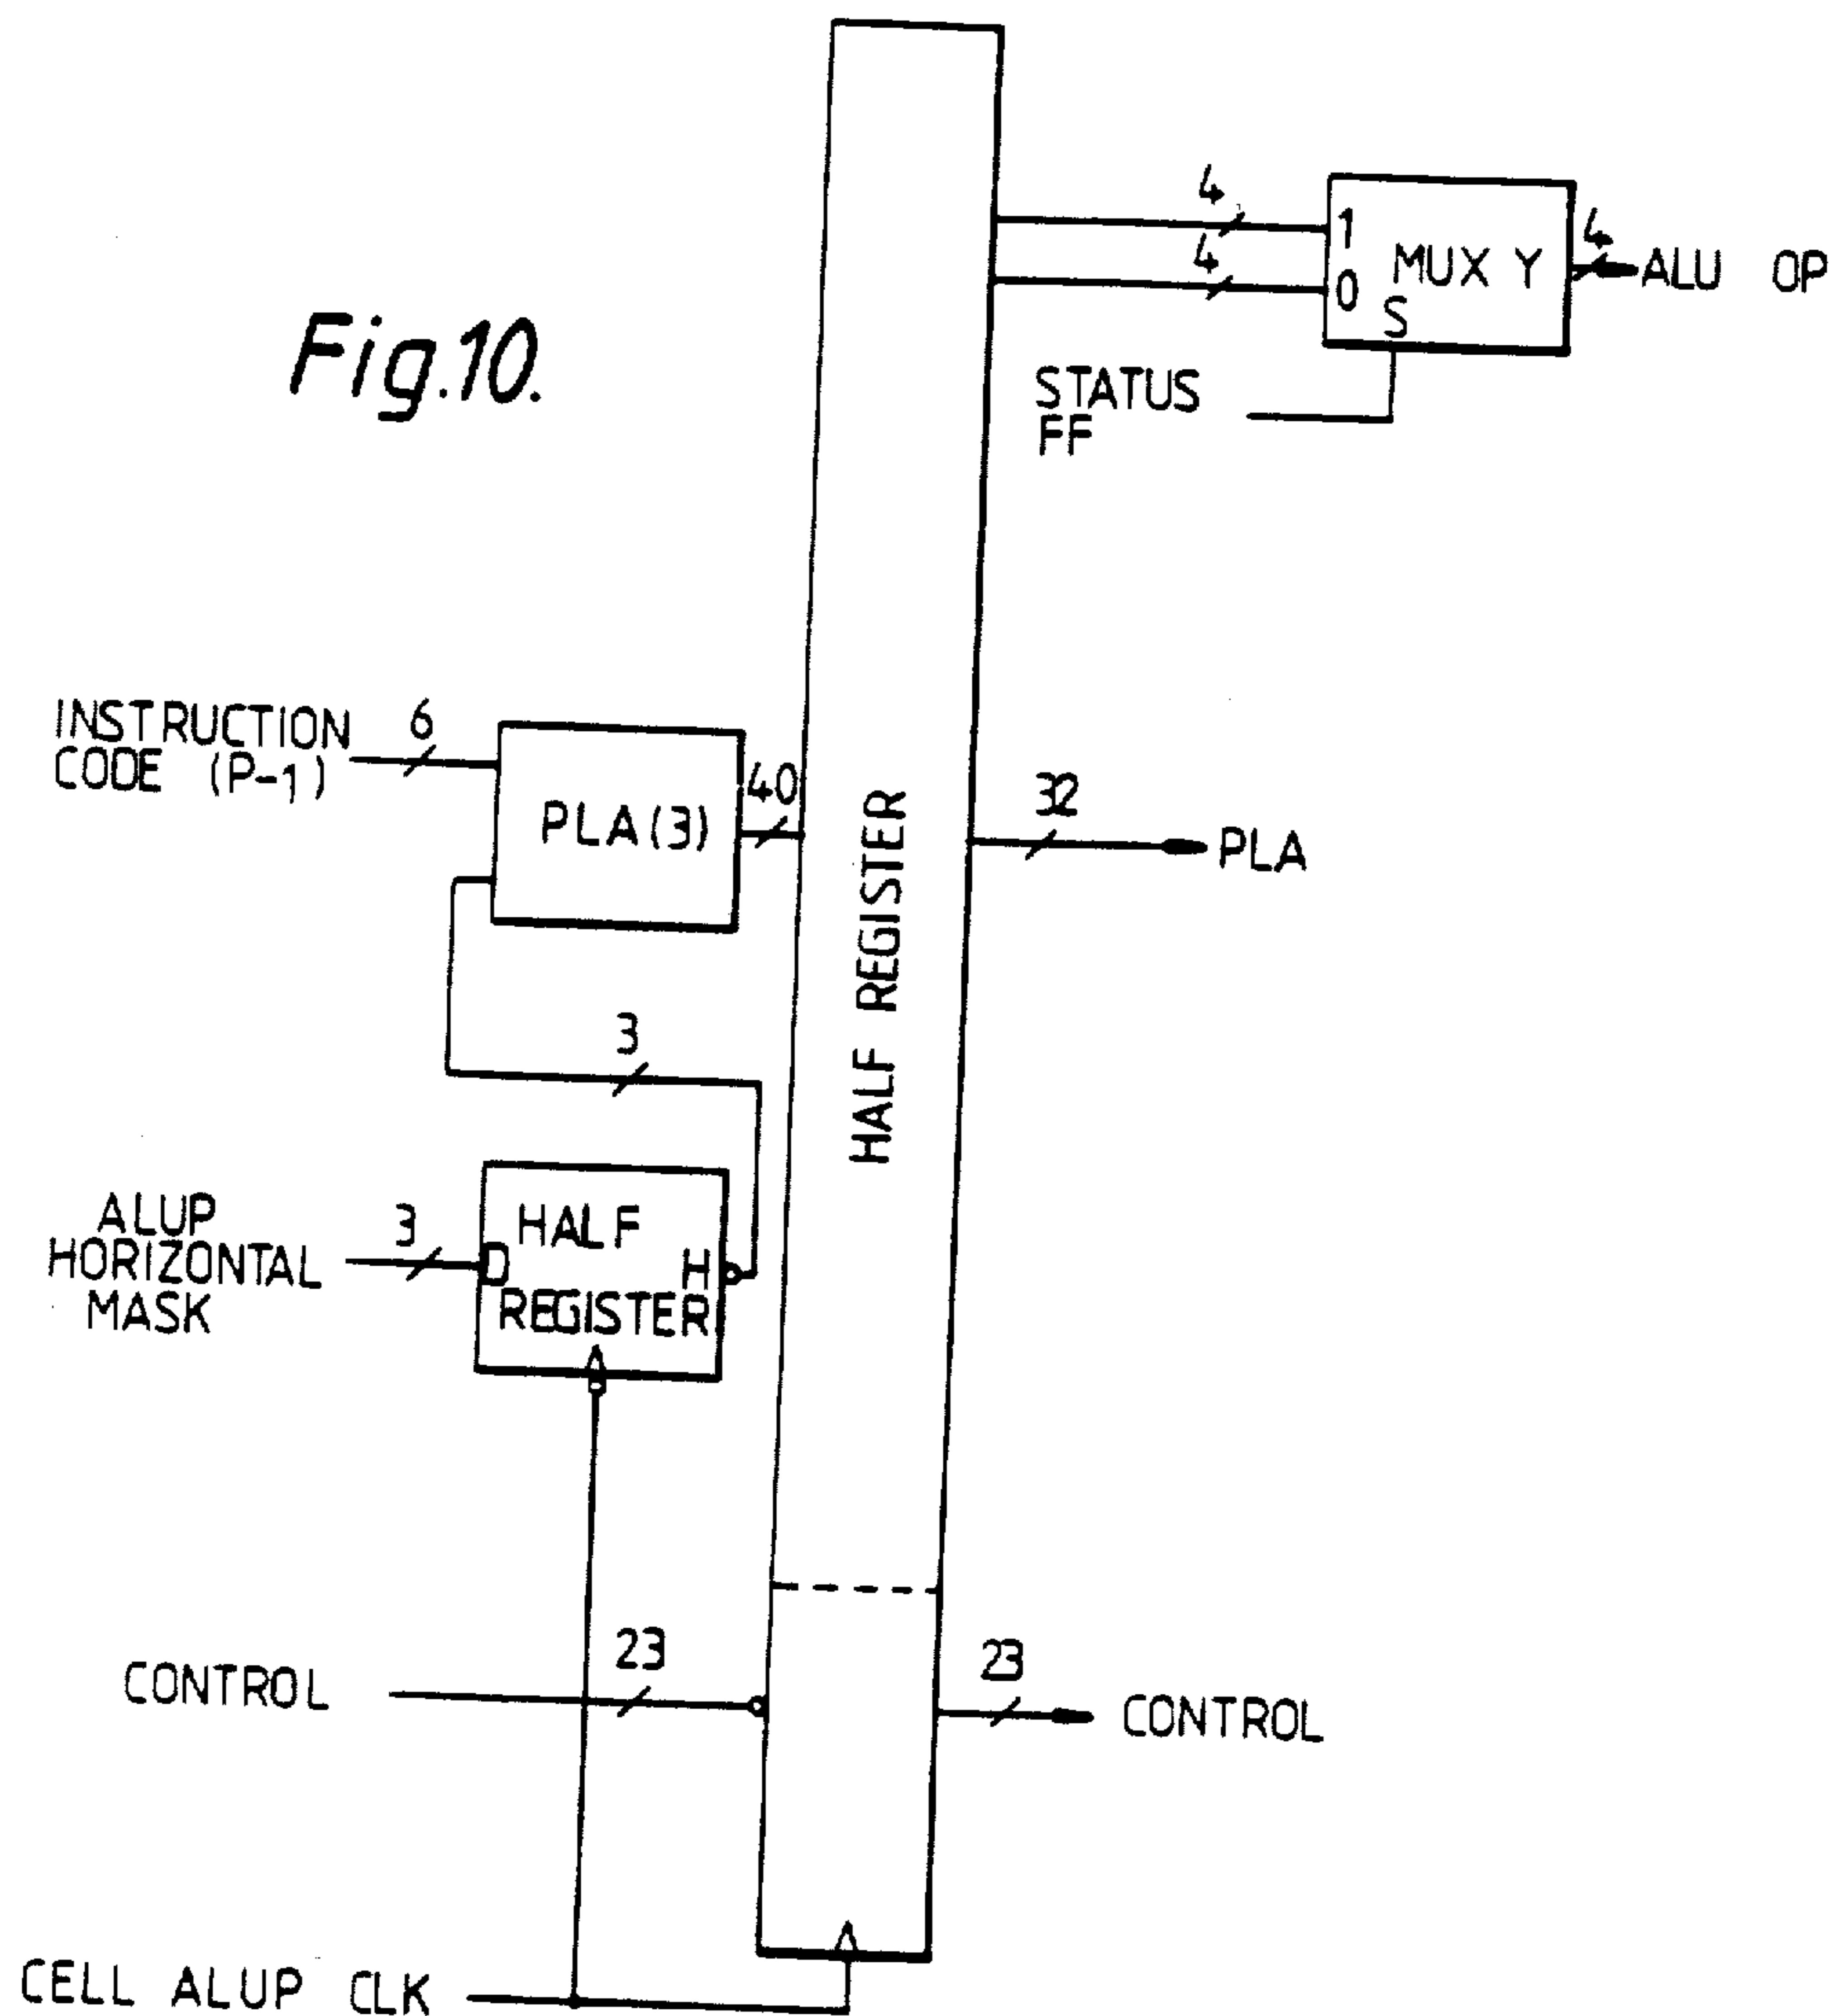 Fig.10.
4
4
1
0
MUX Y
S
4
ALU OP
STATUS
FF
INSTRUCTION
CODE (P-1)
6
PLA(3)
40
HALF REGISTER
32
PLA
3
ALUP
HORIZONTAL
MASK
3
D
HALF
REGISTER
H
CONTROL
23
23
CONTROL
CELL ALUP CLK